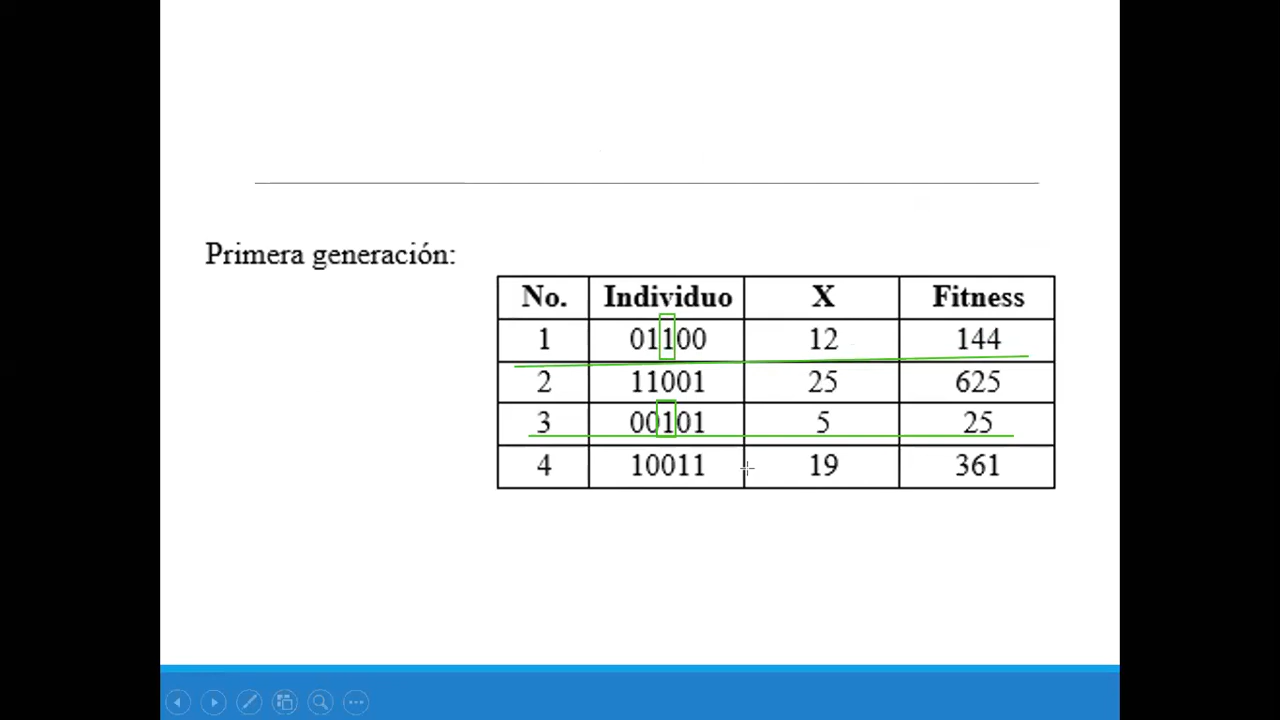 Primera generación:
No. Individuo X Fitness
1 01100 12 144
2 11001 25 625
3 00101 5 25
4 10011 19 361